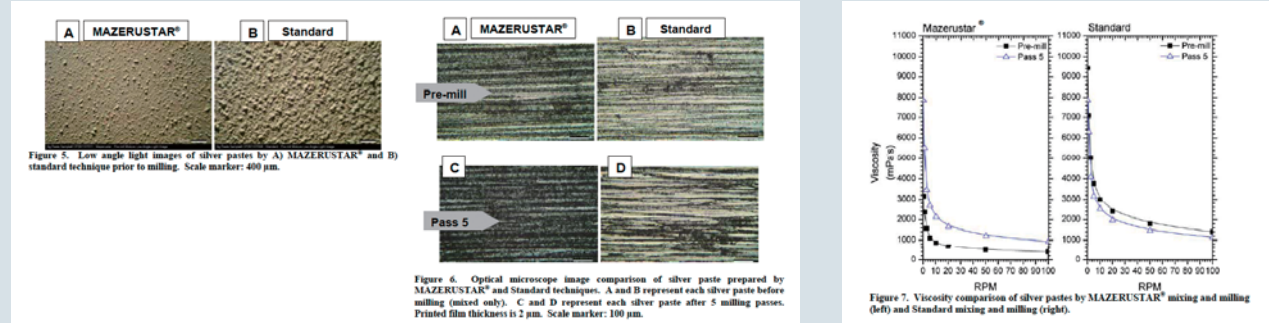 A MAZERUSTAR®
B Standard
Figure 5. Low angle light images of silver pastes by A) MAZERUSTAR® and B)
standard technique prior to milling. Scale marker: 400 µm.
A MAZERUSTAR®
B Standard
Pre-mill
C
D
Pass 5
Figure 6. Optical microscope image comparison of silver paste prepared by
MAZERUSTAR® and Standard techniques. A and B represent each silver paste before
milling (mixed only). C and D represent each silver paste after 5 milling passes.
Printed film thickness is 2 µm. Scale marker: 100 µm.
Mazerustar ®
Standard
11000
10000
9000
8000
7000
6000
5000
4000
3000
2000
1000
0
Viscosity
(mPa s)
Pre-mill
Pass 5
0 10 20 30 40 50 60 70 80 90 100
RPM
11000
10000
9000
8000
7000
6000
5000
4000
3000
2000
1000
0
Pre-mill
Pass 5
0 10 20 30 40 50 60 70 80 90 100
RPM
Figure 7. Viscosity comparison of silver pastes by MAZERUSTAR® mixing and milling
(left) and Standard mixing and milling (right).